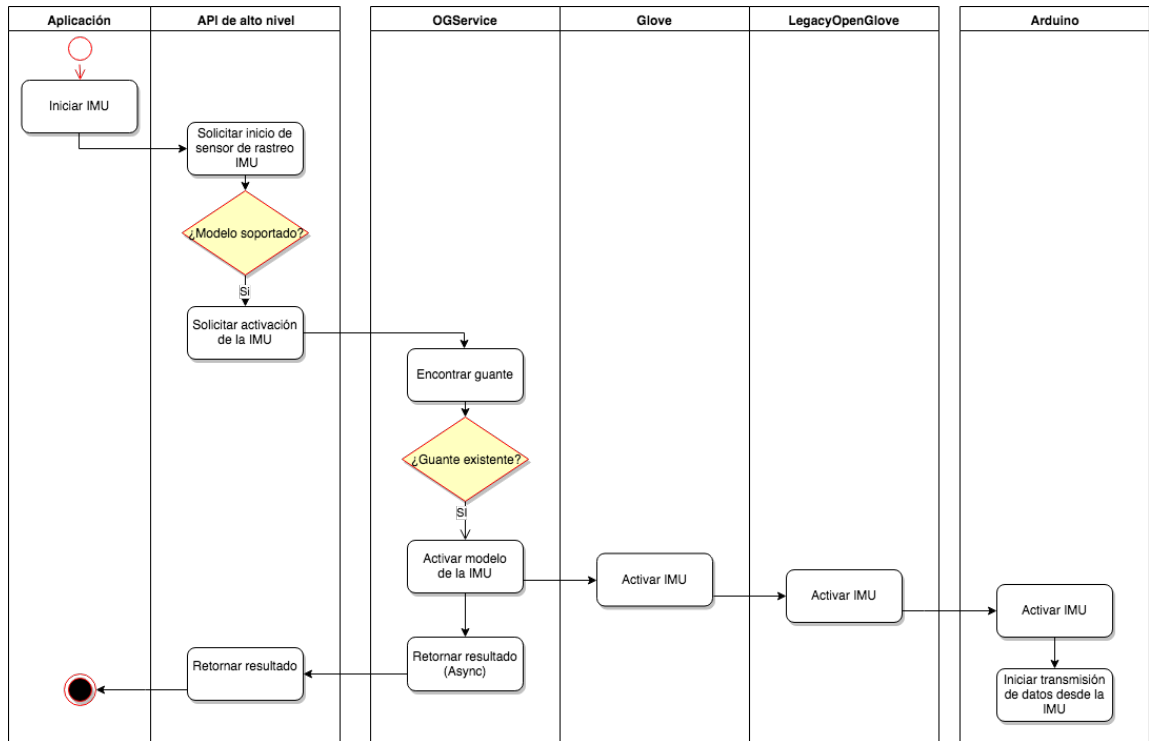 Aplicación
API de alto nivel
OGService
Glove
LegacyOpenGlove
Arduino
Iniciar IMU
Solicitar inicio de
sensor de rastreo
IMU
¿Modelo soportado?
Si
Solicitar activación
de la IMU
Encontrar guante
¿Guante existente?
SI
Activar modelo
de la IMU
Activar IMU
Activar IMU
Activar IMU
Retornar resultado
(Async)
Retornar resultado
Iniciar transmisión
de datos desde la
IMU